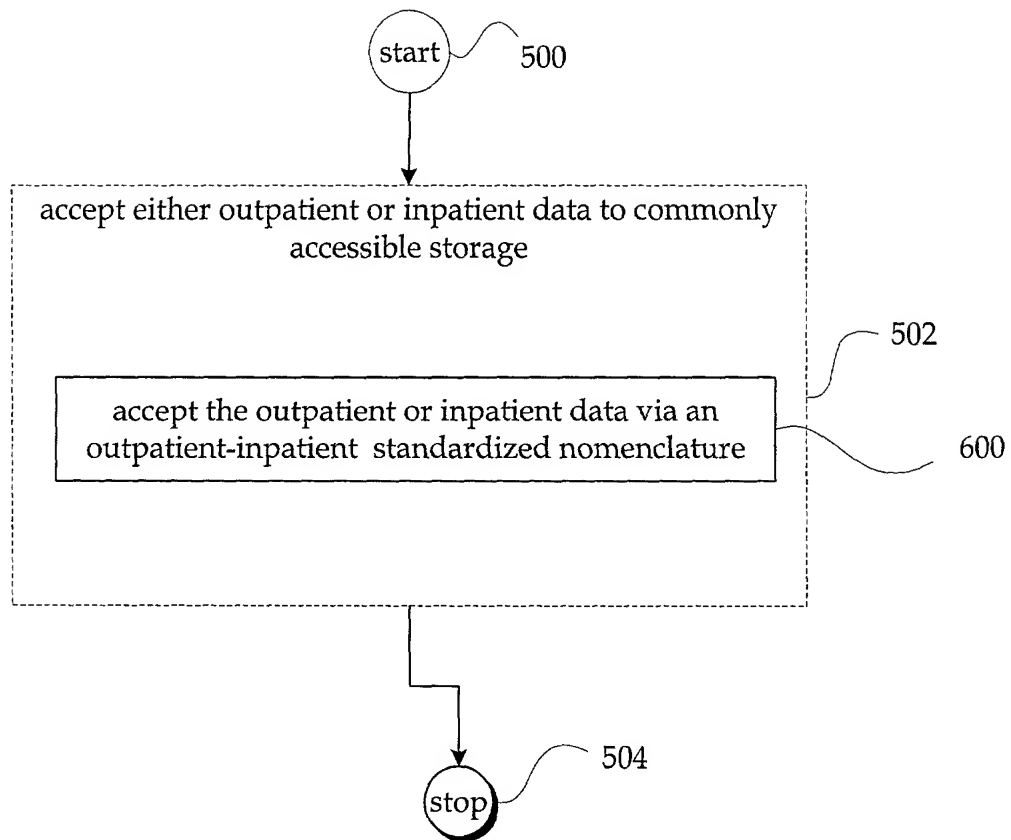 start
500
accept either outpatient or inpatient data to commonly
accessible storage
502
accept the outpatient or inpatient data via an
outpatient-inpatient standardized nomenclature
600
504
stop